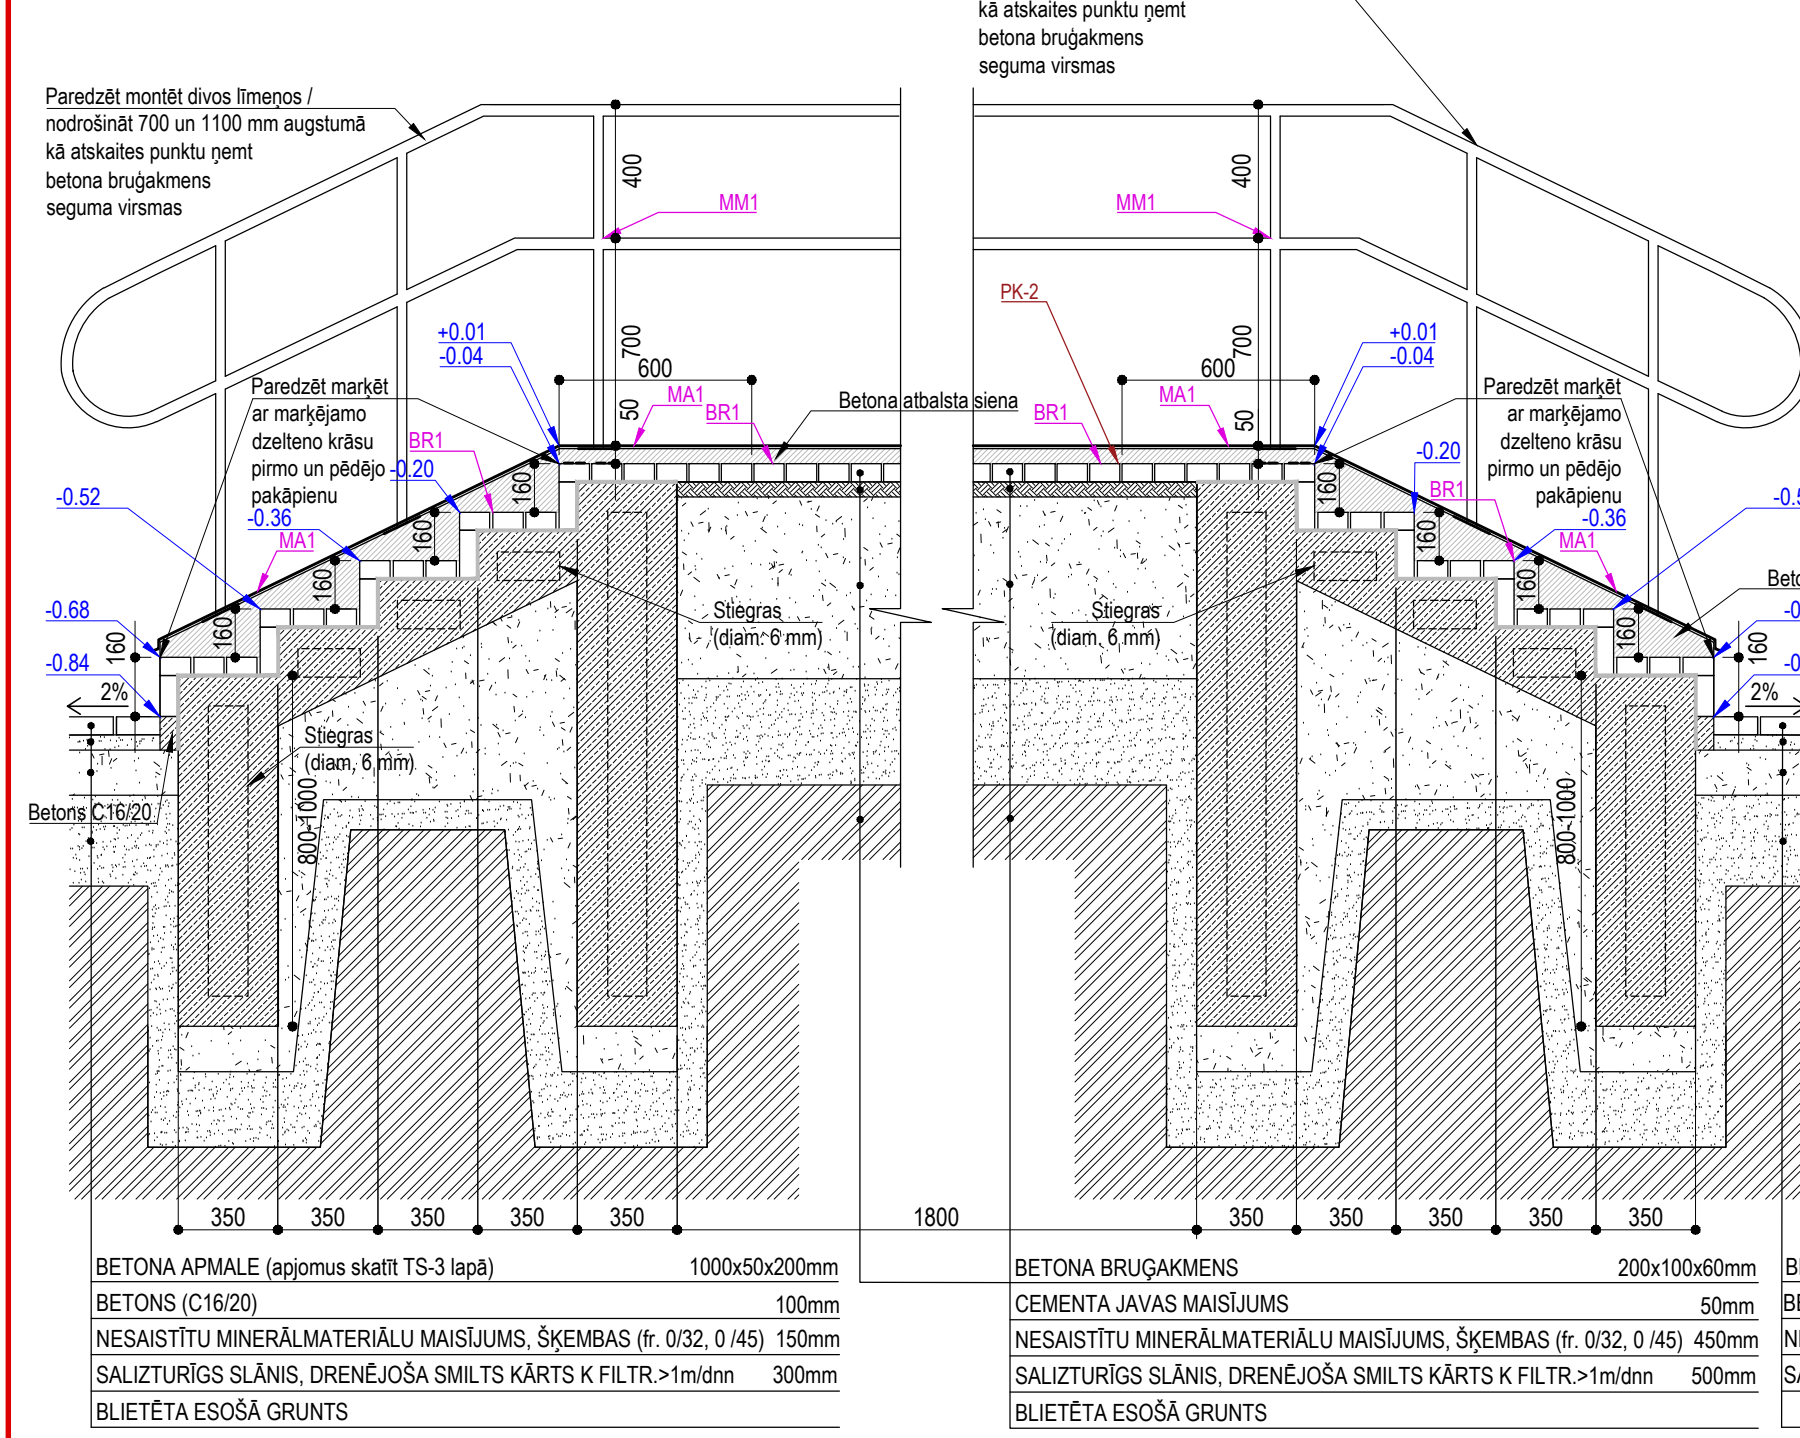 kā atskaites punktu ņemt
betona bruģakmens
seguma virsmas
Paredzēt montēt divos līmeņos /
nodrošināt 700 un 1100 mm augstumā
kā atskaites punktu ņemt
betona bruģakmens
seguma virsmas
400
400
MM1
MM1
PK-2
+0.01
-0.04
700
600
700
600
+0.01
-0.04
Paredzēt marķēt
ar marķējamo
dzelteno krāsu
pirmo un pēdējo
pakāpienu
50
MA1
BR1
Betona atbalsta siena
BR1
MA1
50
Paredzēt marķēt
ar marķējamo
dzelteno krāsu
pirmo un pēdējo
pakāpienu
BR1
-0.20
-0.20
BR1
-0.52
-0.36
MA1
160
160
160
160
160
160
160
160
-0.36
MA1
-0.68
-0.84
160
160
2%
2%
Stiegras
(diam. 6 mm)
Stiegras
(diam. 6 mm)
Stiegras
(diam. 6 mm)
Betons C16/20
800-1000
800-1000
350 350 350 350 350 1800 350 350 350 350 350
BETONA APMALE (apjomus skatīt TS-3 lapā) 1000x50x200mm
BETONS (C16/20) 100mm
NESAISTĪTU MINERĀLMATERIĀLU MAISĪJUMS, ŠĶEMBAS (fr. 0/32, 0 /45) 150mm
SALIZTURĪGS SLĀNIS, DRENĒJOŠA SMILTS KĀRTS K FILTR.>1m/dnn 300mm
BLIETĒTA ESOŠĀ GRUNTS
BETONA BRUĢAKMENS 200x100x60mm
CEMENTA JAVAS MAISĪJUMS 50mm
NESAISTĪTU MINERĀLMATERIĀLU MAISĪJUMS, ŠĶEMBAS (fr. 0/32, 0 /45) 450mm
SALIZTURĪGS SLĀNIS, DRENĒJOŠA SMILTS KĀRTS K FILTR.>1m/dnn 500mm
BLIETĒTA ESOŠĀ GRUNTS